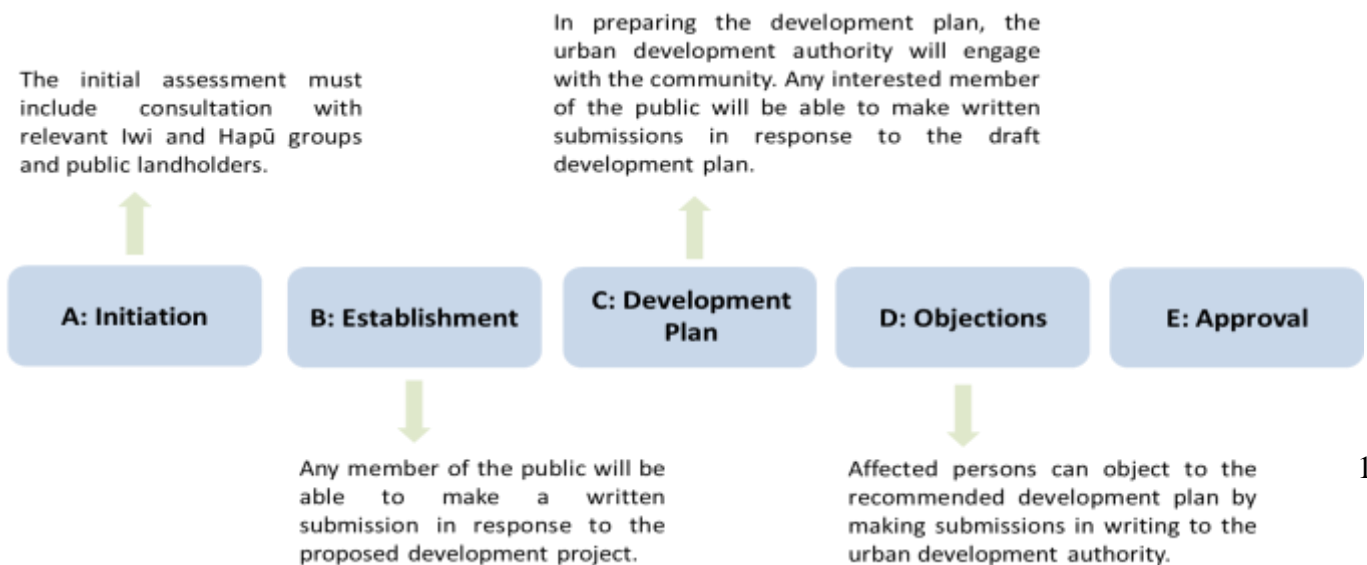 The initial assessment must
include consultation with
relevant Iwi and Hapū groups
and public landholders.
In preparing the development plan, the
urban development authority will engage
with the community. Any interested member
of the public will be able to make written
submissions in response to the draft
development plan.
A: Initiation
B: Establishment
C: Development
Plan
D: Objections
E: Approval
Any member of the public will be
able to make a written
submission in response to the
proposed development project.
Affected persons can object to the
recommended development plan by
making submissions in writing to the
urban development authority.
1